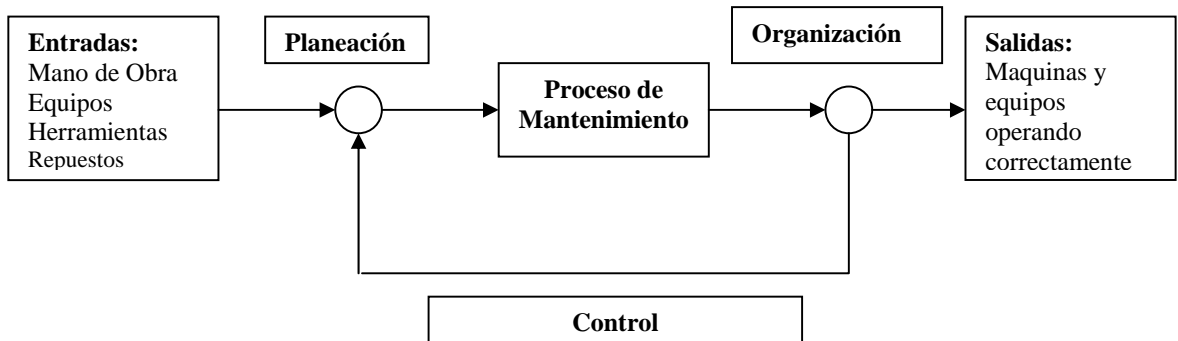 Entradas:
Mano de Obra
Equipos
Herramientas
Repuestos
Planeación
Proceso de
Mantenimiento
Organización
Salidas:
Maquinas y
equipos
operando
correctamente
Control